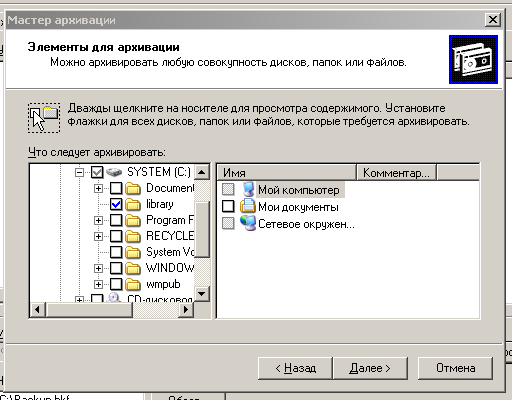 Мастер архивации
Элементы для архивации
Можно архивировать любую совокупность дисков, папок или файлов.
Дважды щелкните на носителе для просмотра содержимого. Установите
флажки для всех дисков, папок или файлов, которые требуется архивировать.
Что следует архивировать:
SYSTEM (C:)
Documen
library
Program F
RECYCLE
System Vo
WINDOW
wmpub
CD-дисковод
Имя
Комментар...
Мой компьютер
Мои документы
Сетевое окружен...
< Назад
Далее >
Отмена
C:\Backup.bkf